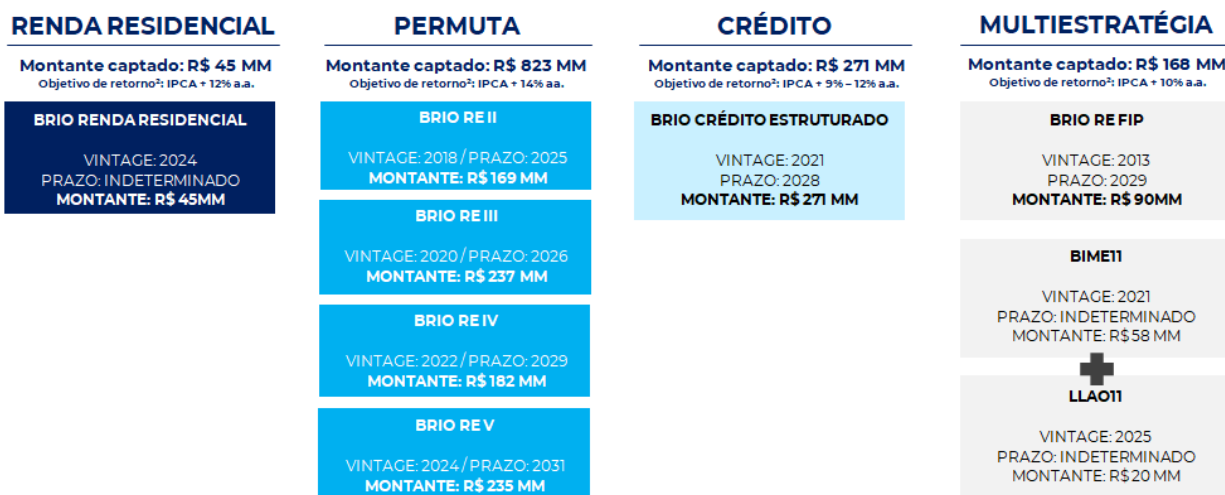 RENDA RESIDENCIAL
Montante captado: R$ 45 MM
Objetivo de retorno²: IPCA + 12% a.a.
BRIO RENDA RESIDENCIAL
VINTAGE: 2024
PRAZO: INDETERMINADO
MONTANTE: R$ 45MM
PERMUTA
Montante captado: R$ 823 MM
Objetivo de retorno²: IPCA + 14% aa.
BRIO RE II
VINTAGE: 2018 / PRAZO: 2025
MONTANTE: R$ 169 MM
BRIO RE III
VINTAGE: 2020 / PRAZO: 2026
MONTANTE: R$ 237 MM
BRIO RE IV
VINTAGE: 2022 / PRAZO: 2029
MONTANTE: R$ 182 MM
BRIO RE V
VINTAGE: 2024 / PRAZO: 2031
MONTANTE: R$ 235 MM
CRÉDITO
Montante captado: R$ 271 MM
Objetivo de retorno²: IPCA + 9% – 12% a.a.
BRIO CRÉDITO ESTRUTURADO
VINTAGE: 2021
PRAZO: 2028
MONTANTE: R$ 271 MM
MULTIESTRATÉGIA
Montante captado: R$ 168 MM
Objetivo de retorno²: IPCA + 10% a.a.
BRIO RE FIP
VINTAGE: 2013
PRAZO: 2029
MONTANTE: R$ 90MM
BIME11
VINTAGE: 2021
PRAZO: INDETERMINADO
MONTANTE: R$ 58 MM
LLAO11
VINTAGE: 2025
PRAZO: INDETERMINADO
MONTANTE: R$ 20 MM